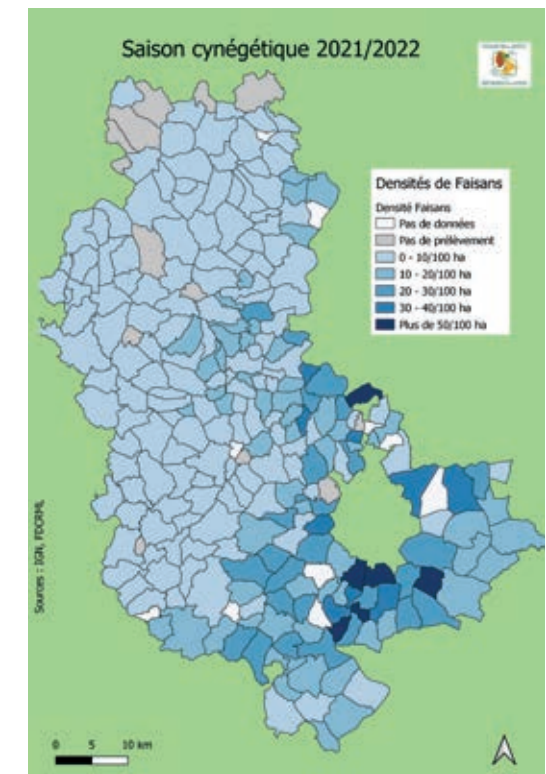 Saison cynégétique 2021/2022
Densités de Faisans
Densité Faisans
Pas de données
Pas de prélèvement
0 - 10/100 ha
10 - 20/100 ha
20 - 30/100 ha
30 - 40/100 ha
Plus de 50/100 ha
Sources : IGN, FDCRML
0 5 10 km